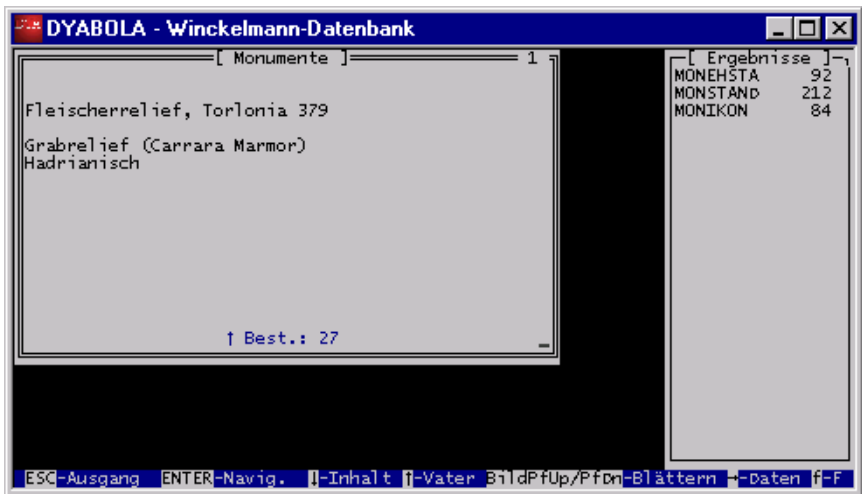 DYABOLA - Winckelmann-Datenbank
[ Monumente ] 1
Fleischerrelief, Torlonia 379
Grabrelief (Carrara Marmor)
Hadrianisch
↑ Best.: 27
[ Ergebnisse ]
MONEHSTA 92
MONSTAND 212
MONIKON 84
ESC-Ausgang ENTER-Navig. ↓-Inhalt ↑-Vater BildPfUp/PfDn-Blättern →-Daten f-F